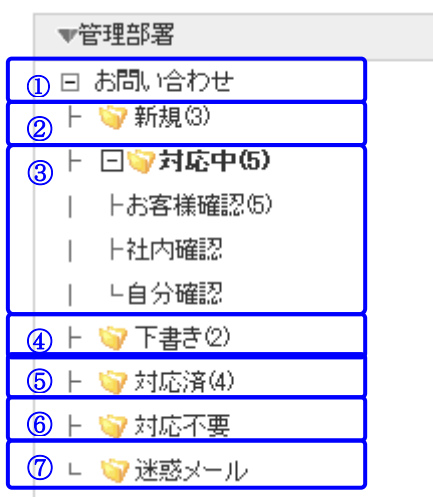 ▼管理部署
① お問い合わせ
② 新規(3)
③ 対応中(5)
お客様確認(5)
社内確認
自分確認
④ 下書き(2)
⑤ 対応済(4)
⑥ 対応不要
⑦ 迷惑メール